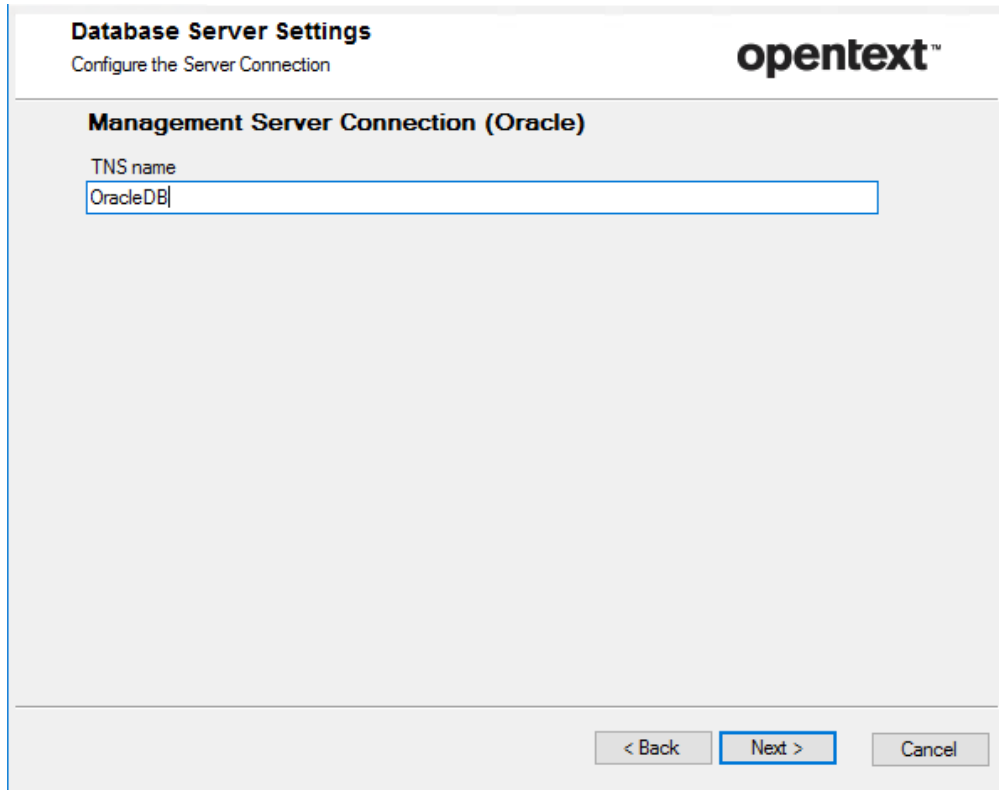 Database Server Settings
Configure the Server Connection
opentext™
Management Server Connection (Oracle)
TNS name
OracleDB
< Back
Next >
Cancel